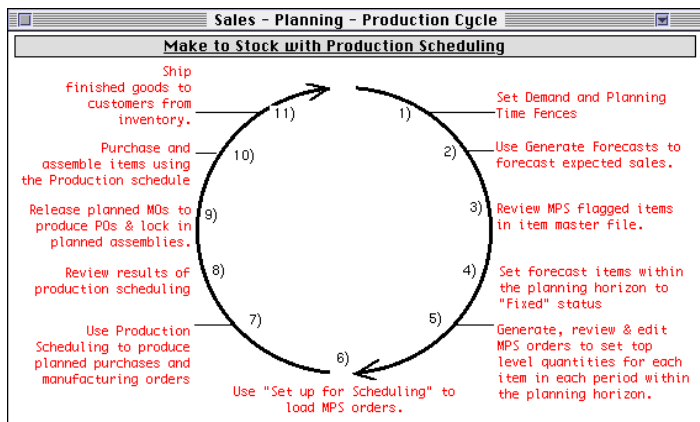 Sales - Planning - Production Cycle
Make to Stock with Production Scheduling
1)
Set Demand and Planning
Time Fences
2)
Use Generate Forecasts to
forecast expected sales.
3)
Review MPS flagged items
in item master file.
4)
Set forecast items within
the planning horizon to
"Fixed" status
5)
Generate, review & edit
MPS orders to set top
level quantities for each
item in each period within
the planning horizon.
6)
Use "Set up for Scheduling" to
load MPS orders.
7)
Use Production
Scheduling to produce
planned purchases and
manufacturing orders
8)
Review results of
production scheduling
9)
Release planned MOs to
produce POs & lock in
planned assemblies.
10)
Purchase and
assemble items using
the Production schedule
11)
Ship
finished goods to
customers from
inventory.